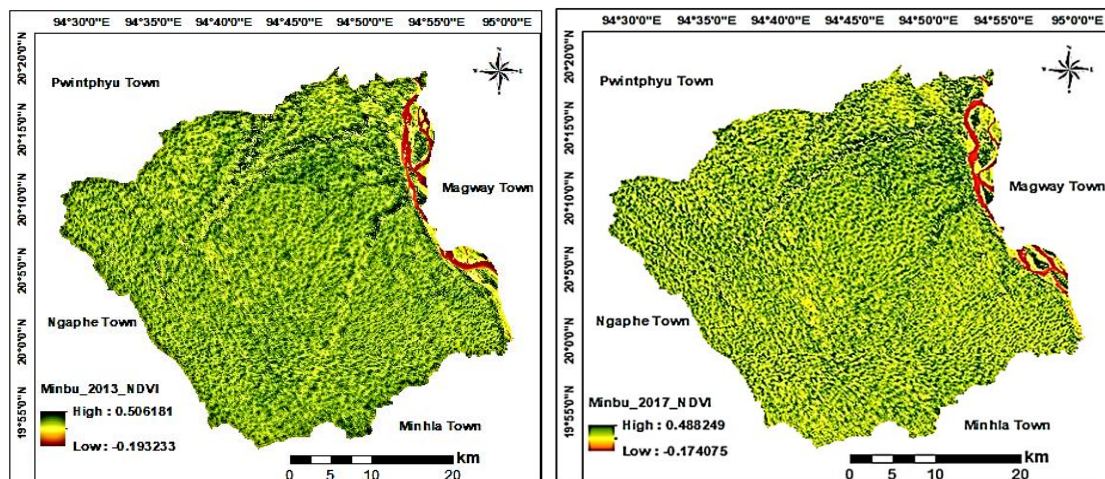 94°30'0"E 94°35'0"E 94°40'0"E 94°45'0"E 94°50'0"E 94°55'0"E 95°0'0"E
20°20'0"N
20°15'0"N
20°10'0"N
20°5'0"N
20°0'0"N
19°55'0"N
Pwintphyu Town
Magway Town
Ngaphe Town
Minhla Town
Minbu_2013_NDVI
High : 0.506181
Low : -0.193233
km
0 5 10 20
94°30'0"E 94°35'0"E 94°40'0"E 94°45'0"E 94°50'0"E 94°55'0"E 95°0'0"E
20°20'0"N
20°15'0"N
20°10'0"N
20°5'0"N
20°0'0"N
19°55'0"N
Pwintphyu Town
Magway Town
Ngaphe Town
Minhla Town
Minbu_2017_NDVI
High : 0.488249
Low : -0.174075
km
0 5 10 20